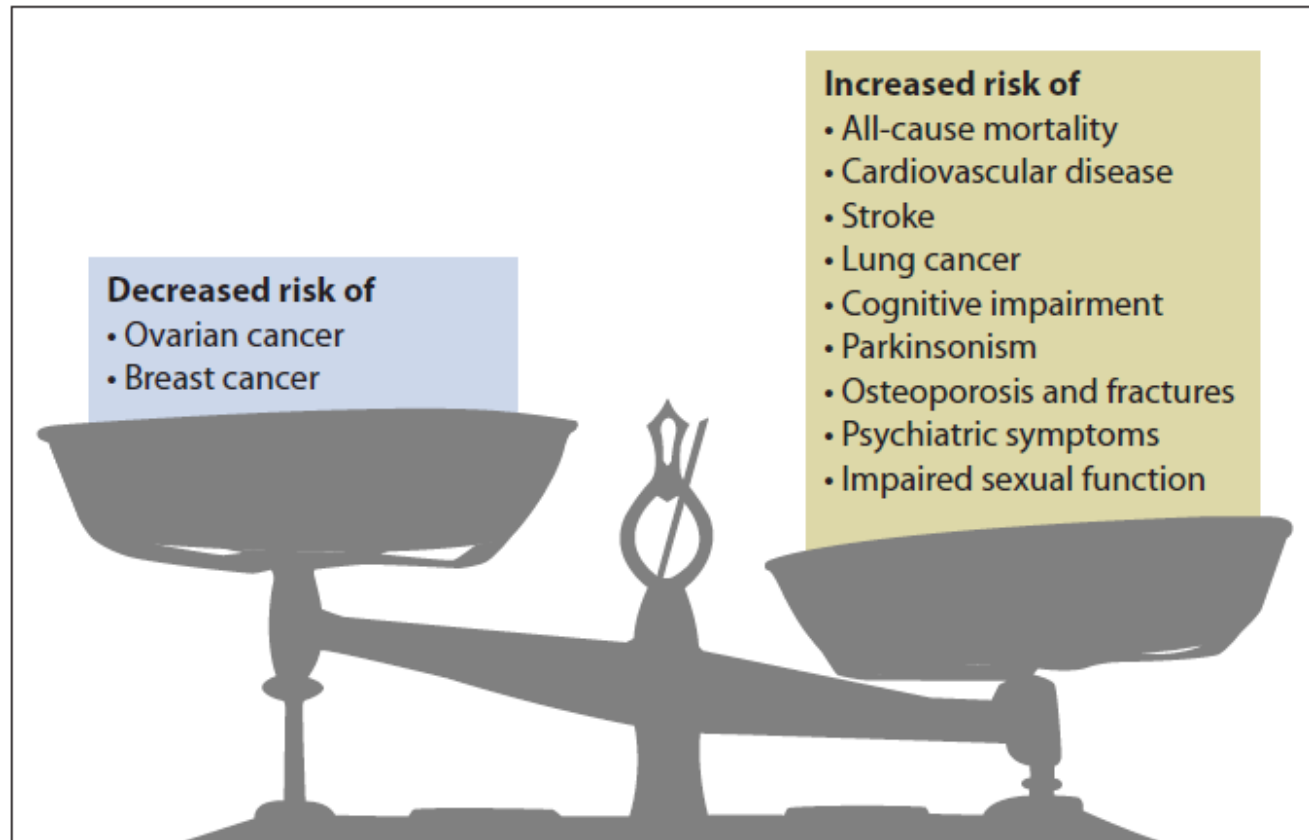 Decreased risk of
• Ovarian cancer
• Breast cancer
Increased risk of
• All-cause mortality
• Cardiovascular disease
• Stroke
• Lung cancer
• Cognitive impairment
• Parkinsonism
• Osteoporosis and fractures
• Psychiatric symptoms
• Impaired sexual function